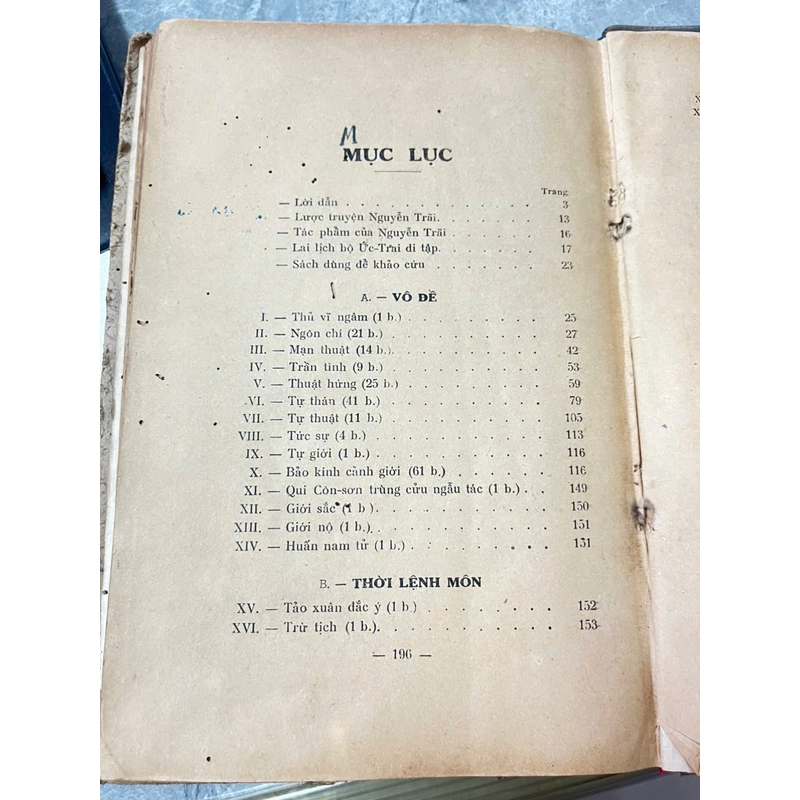 M
MỤC LỤC
Trang
— Lời dẫn . . . . . . . . . . . . 3
— Lược truyện Nguyễn Trãi. . . . . . . 13
— Tác phẩm của Nguyễn Trãi . . . . . . 16
— Lai lịch bộ Ức-Trai di tập. . . . . . . 17
— Sách dùng để khảo cứu . . . . . . . 23
A. — VÔ ĐỀ
I. — Thủ vĩ ngâm (1 b.) . . . . . . . . 25
II. — Ngôn chí (21 b.) . . . . . . . . . 27
III. — Mạn thuật (14 b.). . . . . . . . . 42
IV. — Trần tình (9 b.) . . . . . . . . . 53
V. — Thuật hứng (25 b.) . . . . . . . . 59
VI. — Tự thán (41 b.) . . . . . . . . . 79
VII. — Tự thuật (11 b.) . . . . . . . . . 105
VIII. — Tức sự (4 b.) . . . . . . . . . . 113
IX. — Tự giới (1 b.) . . . . . . . . . . 116
X. — Bảo kính cảnh giới (61 b.) . . . . . . 116
XI. — Qui Côn-sơn trùng cửu ngẫu tác (1 b.) . . 149
XII. — Giới sắc (1 b) . . . . . . . . . . 150
XIII. — Giới nộ (1 b.) . . . . . . . . . . 151
XIV. — Huấn nam tử (1 b.) . . . . . . . . 151
B. — THỜI LỆNH MÔN
XV. — Tảo xuân đắc ý (1 b.) . . . . . . . . 152
XVI. — Trừ tịch (1 b.). . . . . . . . . . 153
— 196 —
X
X